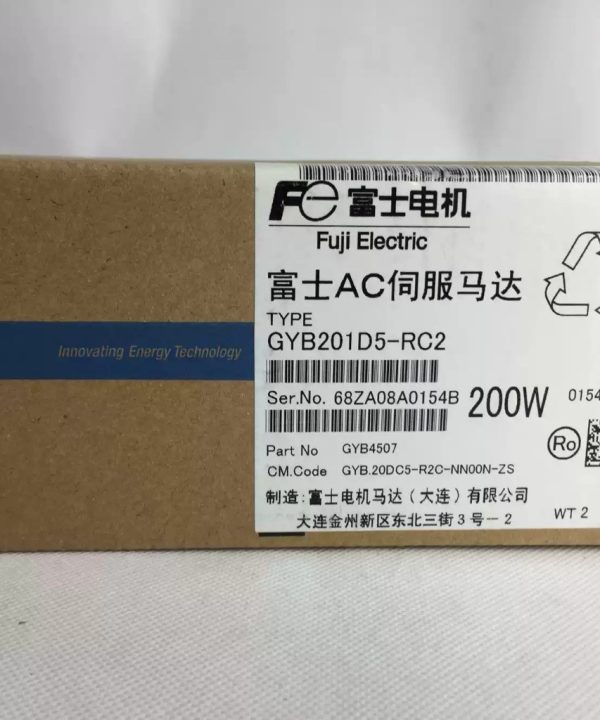 Fe 富士电机
Fuji Electric
富士AC伺服马达
TYPE
GYB201D5-RC2
Innovating Energy Technology
Ser.No. 68ZA08A0154B 200W 0154
Ro
Part No GYB4507
CM.Code GYB.20DC5-R2C-NN00N-ZS
制造：富士电机马达（大连）有限公司
大连金州新区东北三街3号－2 WT 2